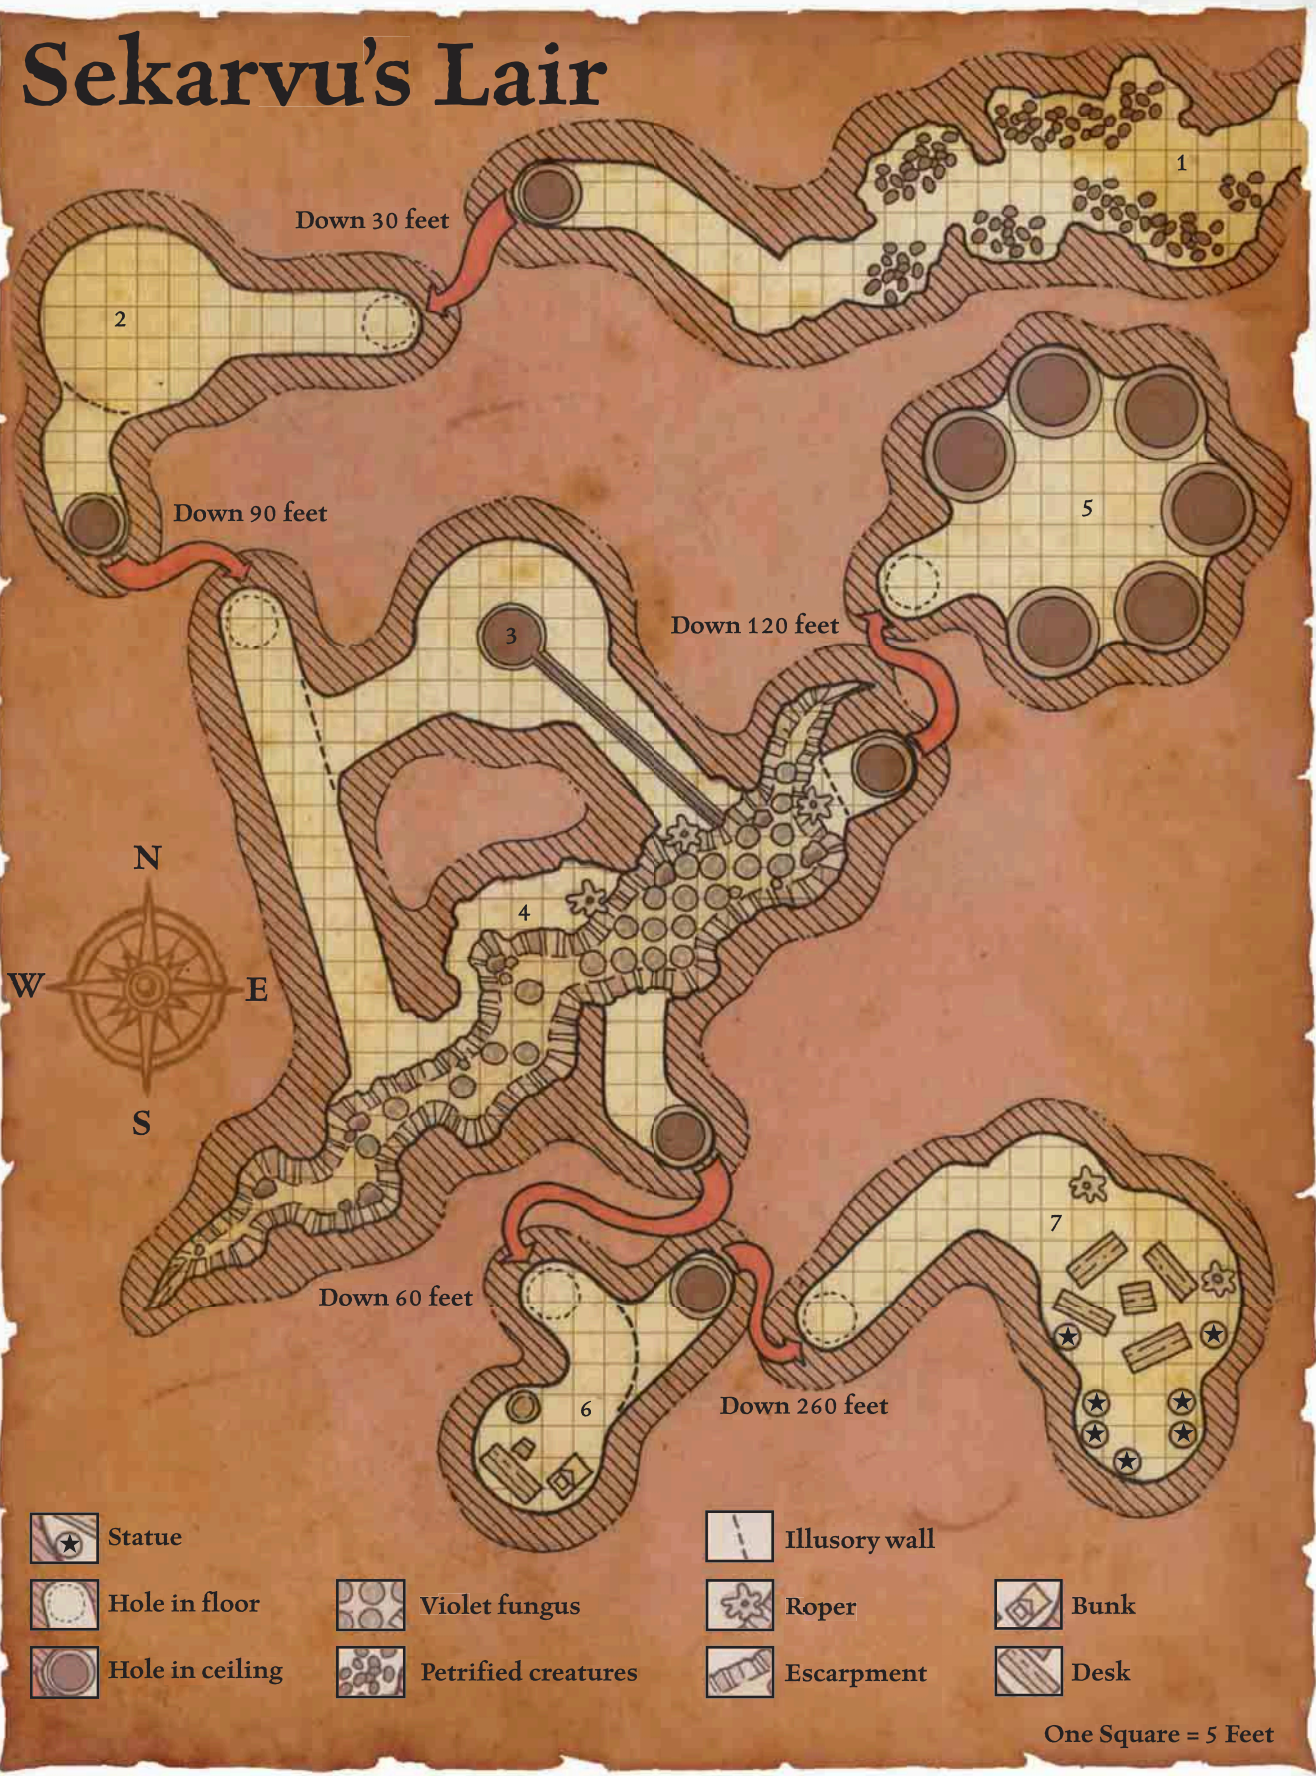 Sekarvu's Lair
1
Down 30 feet
2
Down 90 feet
5
3
Down 120 feet
N
4
W
E
S
7
Down 60 feet
6
Down 260 feet
Statue
Illusory wall
Hole in floor
Violet fungus
Roper
Bunk
Hole in ceiling
Petrified creatures
Escarpment
Desk
One Square = 5 Feet